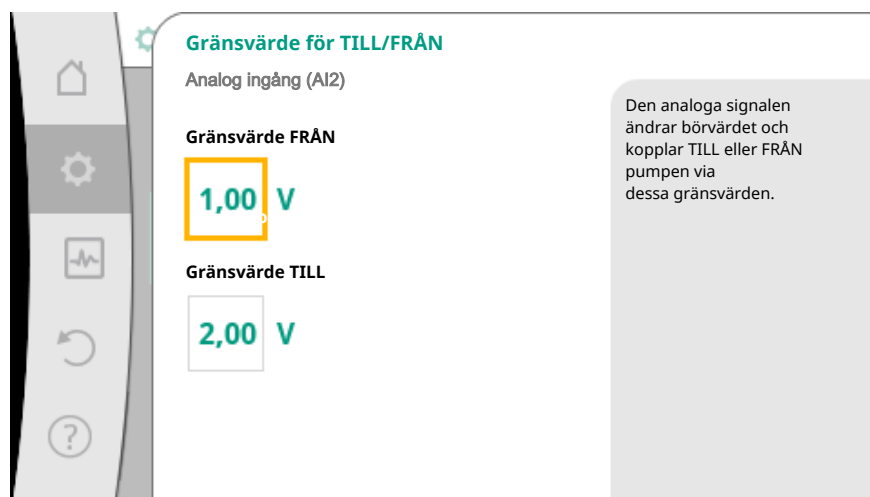 Gränsvärde för TILL/FRÅN
Analog ingång (AI2)
Gränsvärde FRÅN
1,00 V
Gränsvärde TILL
2,00 V
Den analoga signalen
ändrar börvärdet och
kopplar TILL eller FRÅN
pumpen via
dessa gränsvärden.
?